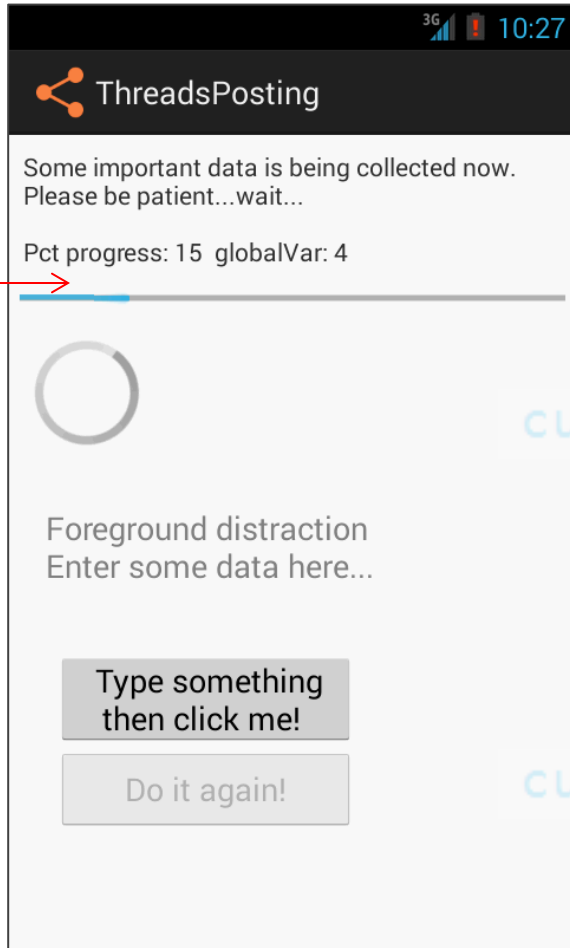 3G 10:27
ThreadsPosting
Some important data is being collected now.
Please be patient...wait...
Pct progress: 15 globalVar: 4
Foreground distraction
Enter some data here...
Type something
then click me!
Do it again!